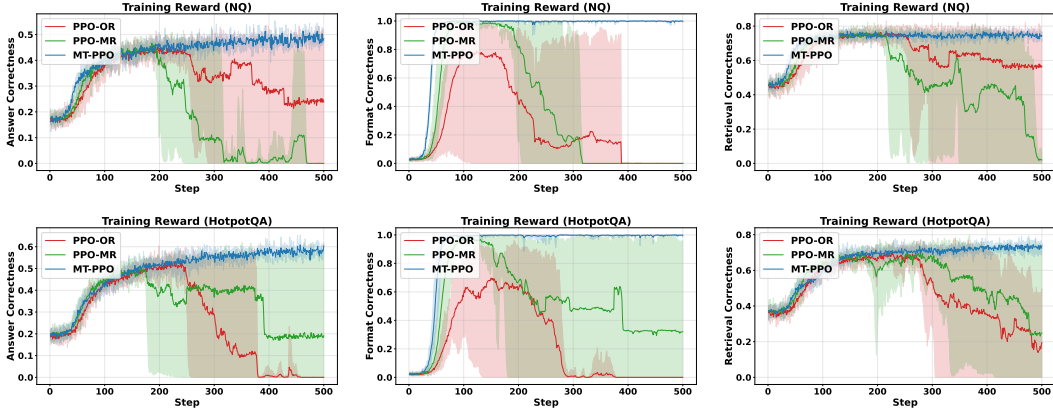 Training Reward (NQ)
Answer Correctness
0.5
0.4
0.3
0.2
0.1
0.0
PPO-OR
PPO-MR
MT-PPO
0 100 200 300 400 500
Step
Training Reward (NQ)
Format Correctness
1.0
0.8
0.6
0.4
0.2
0.0
PPO-OR
PPO-MR
MT-PPO
0 100 200 300 400 500
Step
Training Reward (NQ)
Retrieval Correctness
0.8
0.6
0.4
0.2
0.0
PPO-OR
PPO-MR
MT-PPO
0 100 200 300 400 500
Step
Training Reward (HotpotQA)
Answer Correctness
0.6
0.5
0.4
0.3
0.2
0.1
0.0
PPO-OR
PPO-MR
MT-PPO
0 100 200 300 400 500
Step
Training Reward (HotpotQA)
Format Correctness
1.0
0.8
0.6
0.4
0.2
0.0
PPO-OR
PPO-MR
MT-PPO
0 100 200 300 400 500
Step
Training Reward (HotpotQA)
Retrieval Correctness
0.8
0.6
0.4
0.2
0.0
PPO-OR
PPO-MR
MT-PPO
0 100 200 300 400 500
Step